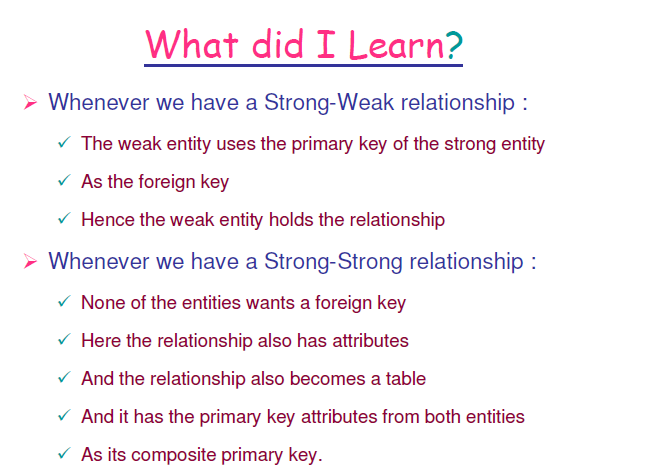 What did I Learn?
Whenever we have a Strong-Weak relationship :
The weak entity uses the primary key of the strong entity
As the foreign key
Hence the weak entity holds the relationship
Whenever we have a Strong-Strong relationship :
None of the entities wants a foreign key
Here the relationship also has attributes
And the relationship also becomes a table
And it has the primary key attributes from both entities
As its composite primary key.